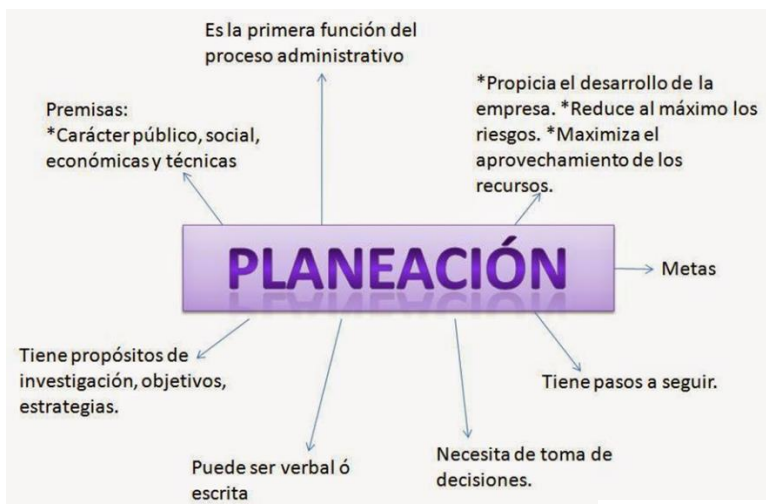 Es la primera función del
proceso administrativo
*Propicia el desarrollo de la
empresa. *Reduce al máximo los
riesgos. *Maximiza el
aprovechamiento de los
recursos.
Premisas:
*Carácter público, social,
económicas y técnicas
PLANEACIÓN
Metas
Tiene propósitos de
investigación, objetivos,
estrategias.
Tiene pasos a seguir.
Puede ser verbal ó
escrita
Necesita de toma de
decisiones.